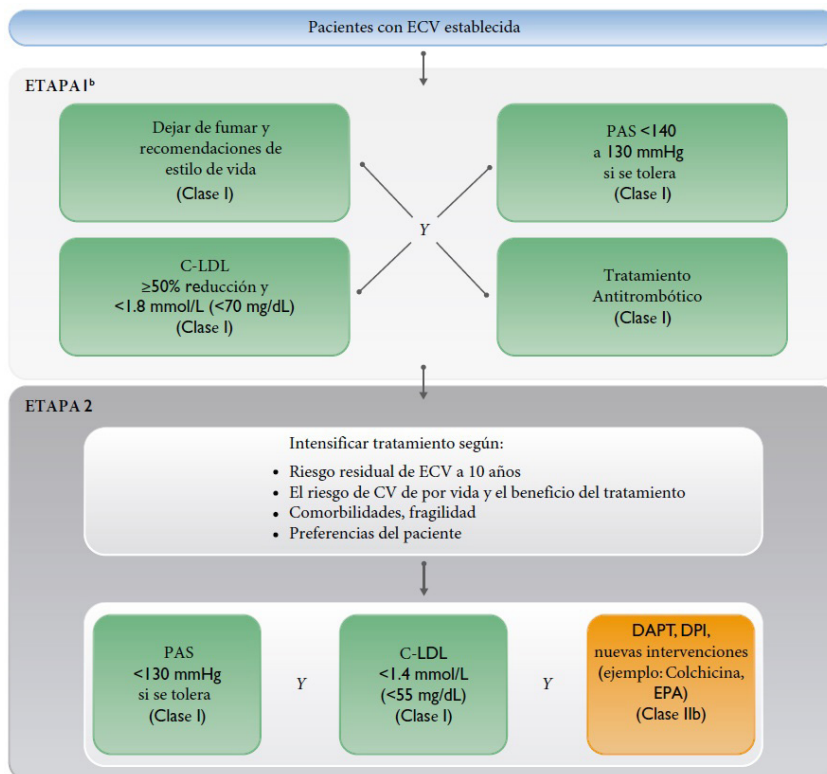 Pacientes con ECV establecida
ETAPA I^b
Dejar de fumar y
recomendaciones de
estilo de vida
(Clase I)
PAS <140
a 130 mmHg
si se tolera
(Clase I)
Y
C-LDL
≥50% reducción y
<1.8 mmol/L (<70 mg/dL)
(Clase I)
Tratamiento
Antitrombótico
(Clase I)
ETAPA 2
Intensificar tratamiento según:
• Riesgo residual de ECV a 10 años
• El riesgo de CV de por vida y el beneficio del tratamiento
• Comorbilidades, fragilidad
• Preferencias del paciente
PAS
<130 mmHg
si se tolera
(Clase I)
Y
C-LDL
<1.4 mmol/L
(<55 mg/dL)
(Clase I)
Y
DAPT, DPI,
nuevas intervenciones
(ejemplo: Colchicina,
EPA)
(Clase IIb)